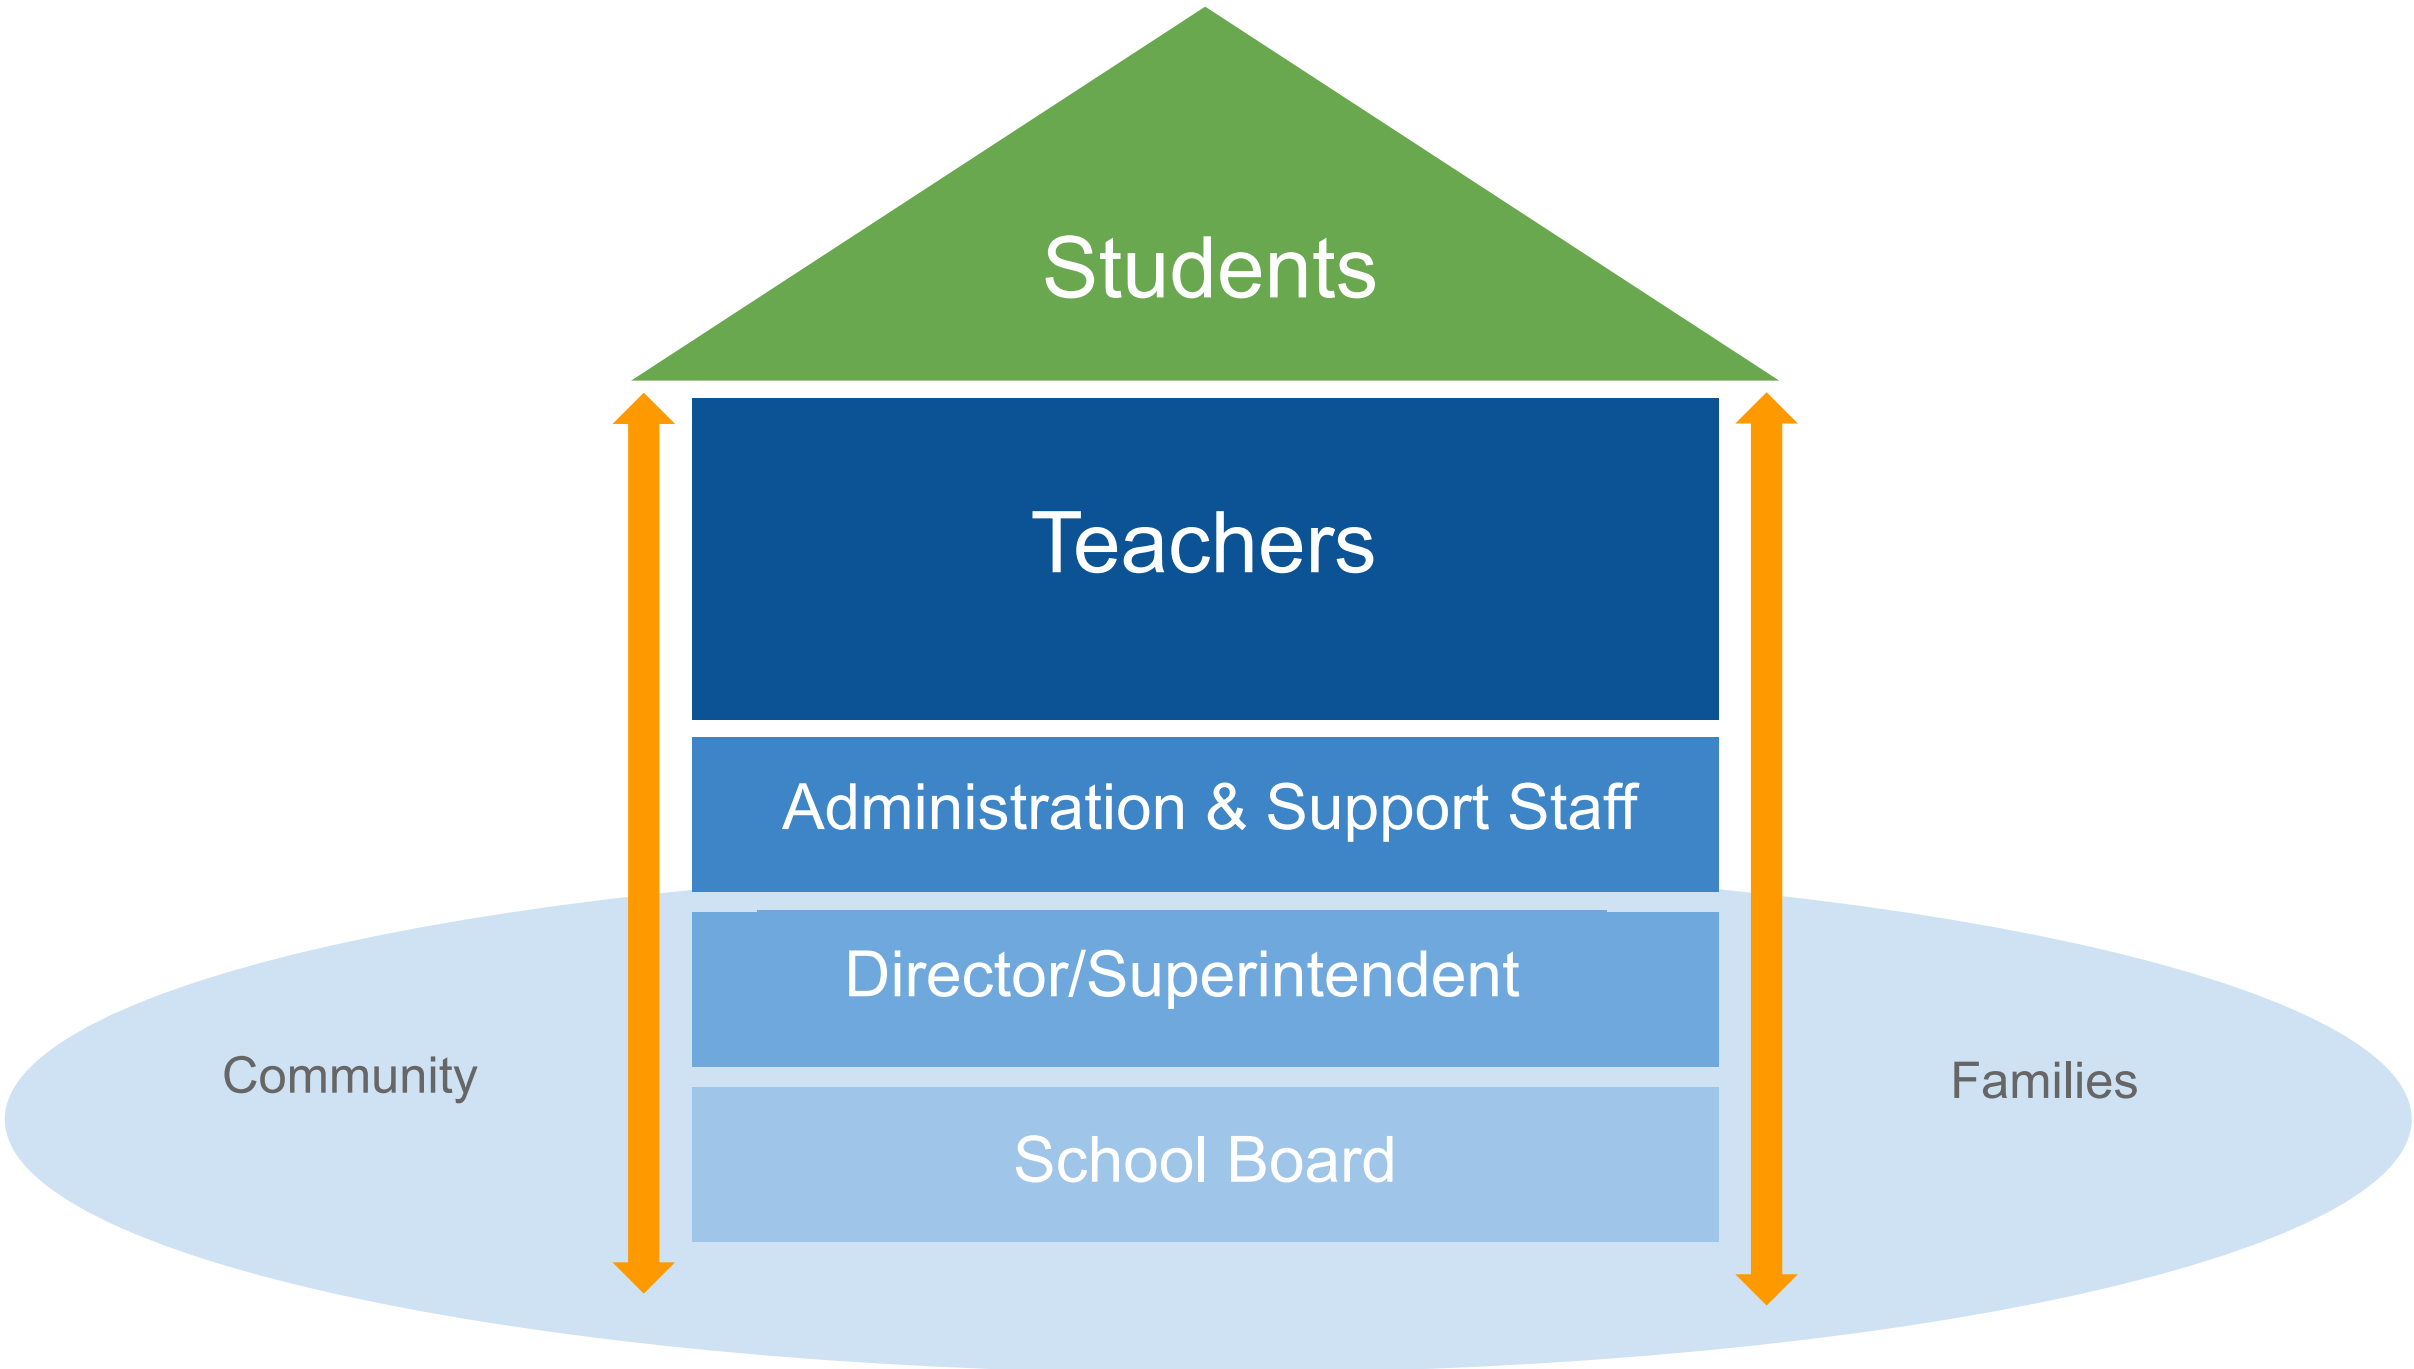 Students
Teachers
Administration & Support Staff
Director/Superintendent
Community
Families
School Board